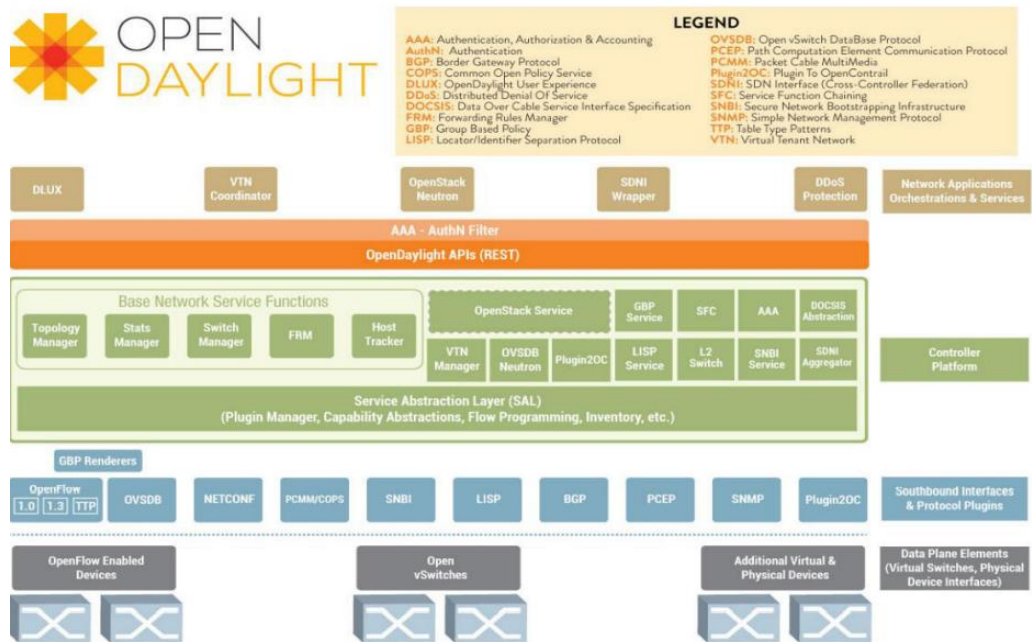 OPEN
DAYLIGHT
LEGEND
AAA: Authentication, Authorization & Accounting
AuthN: Authentication
BGP: Border Gateway Protocol
COPS: Common Open Policy Service
DLUX: OpenDaylight User Experience
DDoS: Distributed Denial Of Service
DOCSIS: Data Over Cable Service Interface Specification
FRM: Forwarding Rules Manager
GBP: Group Based Policy
LISP: Locator/Identifier Separation Protocol
OVSDB: Open vSwitch DataBase Protocol
PCEP: Path Computation Element Communication Protocol
PCMM: Packet Cable MultiMedia
Plugin2OC: Plugin To OpenContrail
SDNI: SDN Interface (Cross-Controller Federation)
SFC: Service Function Chaining
SNBI: Secure Network Bootstrapping Infrastructure
SNMP: Simple Network Management Protocol
TTP: Table Type Patterns
VTN: Virtual Tenant Network
DLUX
VTN
Coordinator
OpenStack
Neutron
SDNI
Wrapper
DDoS
Protection
Network Applications
Orchestrations & Services
AAA - AuthN Filter
OpenDaylight APIs (REST)
Base Network Service Functions
Topology
Manager
Stats
Manager
Switch
Manager
FRM
Host
Tracker
OpenStack Service
GBP
Service
SFC
AAA
DOCSIS
Abstraction
VTN
Manager
OVSDB
Neutron
Plugin2OC
LISP
Service
L2
Switch
SNBI
Service
SDNI
Aggregator
Controller
Platform
Service Abstraction Layer (SAL)
(Plugin Manager, Capability Abstractions, Flow Programming, Inventory, etc.)
GBP Renderers
OpenFlow
1.0 1.3 TTP
OVSDB
NETCONF
PCMM/COPS
SNBI
LISP
BGP
PCEP
SNMP
Plugin2OC
Southbound Interfaces
& Protocol Plugins
OpenFlow Enabled
Devices
Open
vSwitches
Additional Virtual &
Physical Devices
Data Plane Elements
(Virtual Switches, Physical
Device Interfaces)